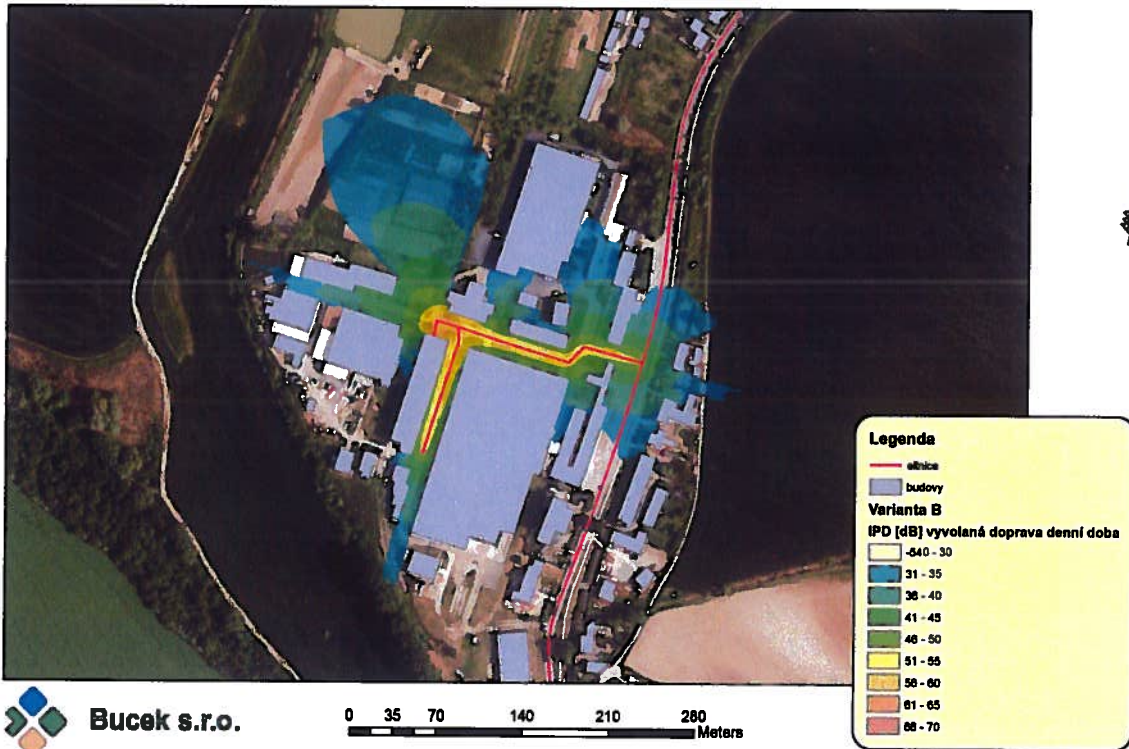 Legenda
silnice
budovy
Varianta B
IPD [dB] vyvolaná doprava denní doba
-540 - 30
31 - 35
36 - 40
41 - 45
46 - 50
51 - 55
56 - 60
61 - 65
66 - 70
Bucek s.r.o.
0 35 70 140 210 280
Meters